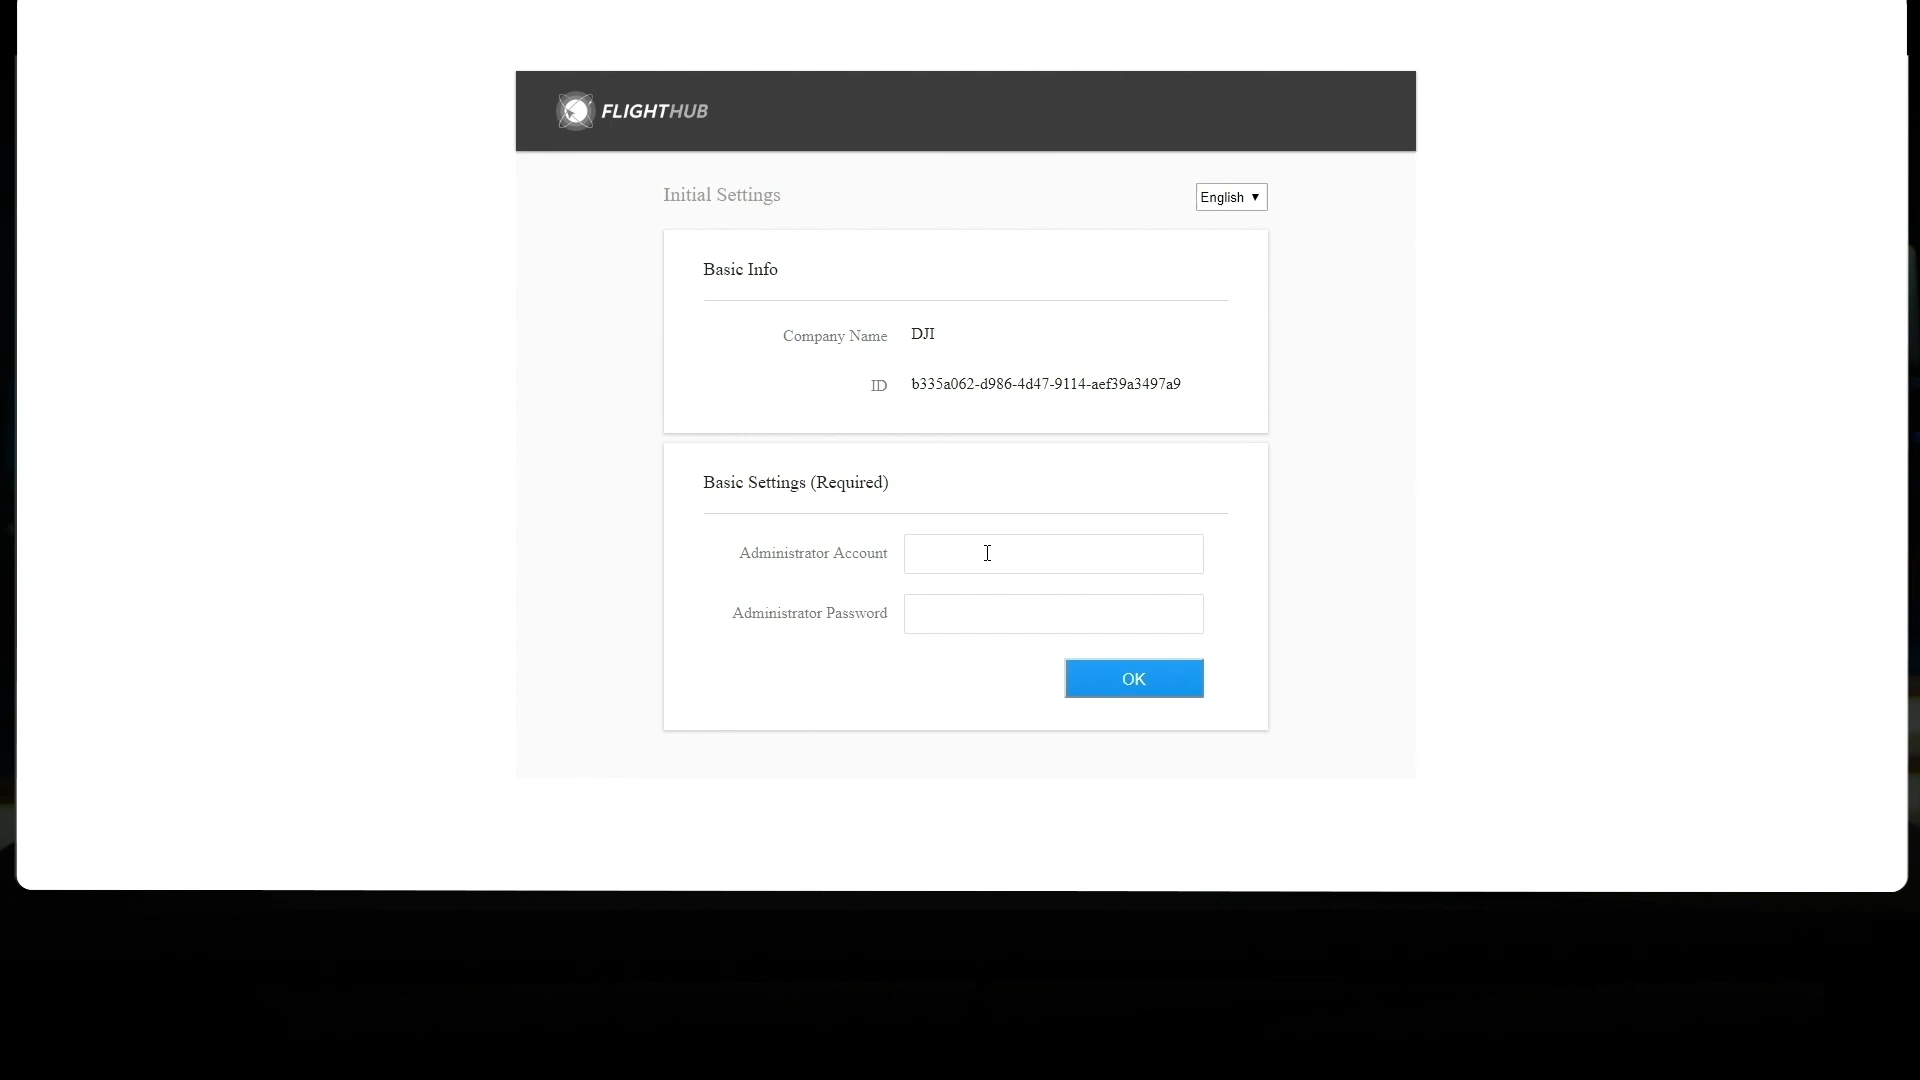 FLIGHTHUB
Initial Settings
English ▼
Basic Info
Company Name DJI
ID b335a062-d986-4d47-9114-aef39a3497a9
Basic Settings (Required)
Administrator Account
Administrator Password
OK